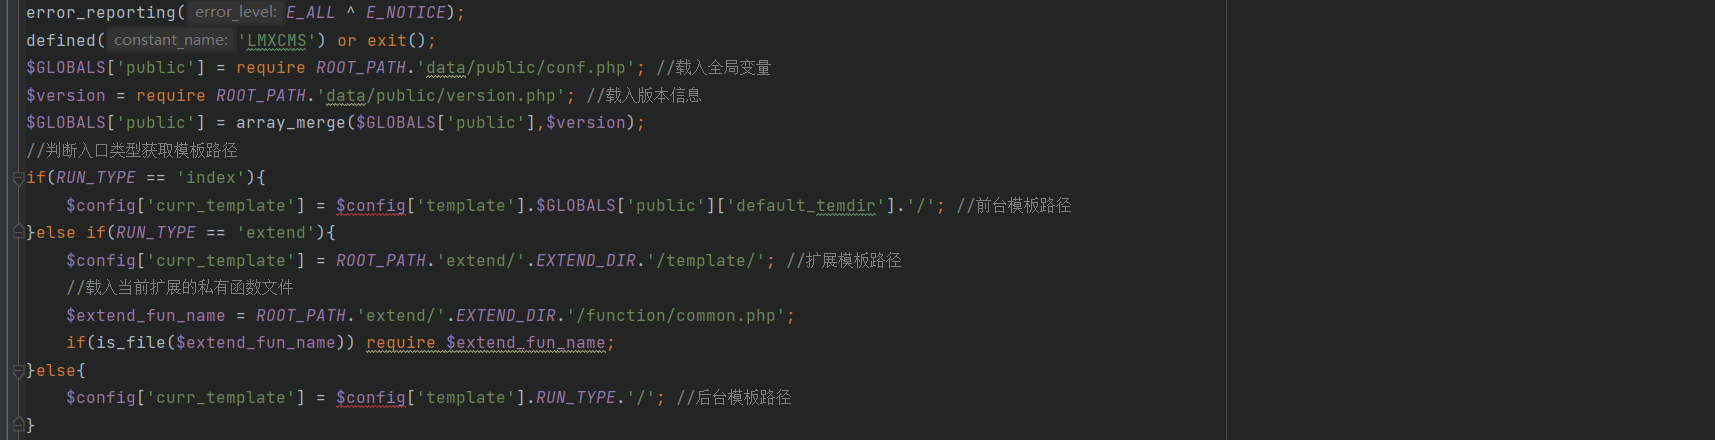 error_reporting( error_level: E_ALL ^ E_NOTICE);
defined( constant_name: 'LMXCMS') or exit();
$GLOBALS['public'] = require ROOT_PATH.'data/public/conf.php'; //载入全局变量
$version = require ROOT_PATH.'data/public/version.php'; //载入版本信息
$GLOBALS['public'] = array_merge($GLOBALS['public'],$version);
//判断入口类型获取模板路径
if(RUN_TYPE == 'index'){
    $config['curr_template'] = $config['template'].$GLOBALS['public']['default_temdir'].'/'; //前台模板路径
}else if(RUN_TYPE == 'extend'){
    $config['curr_template'] = ROOT_PATH.'extend/'.EXTEND_DIR.'/template/'; //扩展模板路径
    //载入当前扩展的私有函数文件
    $extend_fun_name = ROOT_PATH.'extend/'.EXTEND_DIR.'/function/common.php';
    if(is_file($extend_fun_name)) require $extend_fun_name;
}else{
    $config['curr_template'] = $config['template'].RUN_TYPE.'/'; //后台模板路径
}